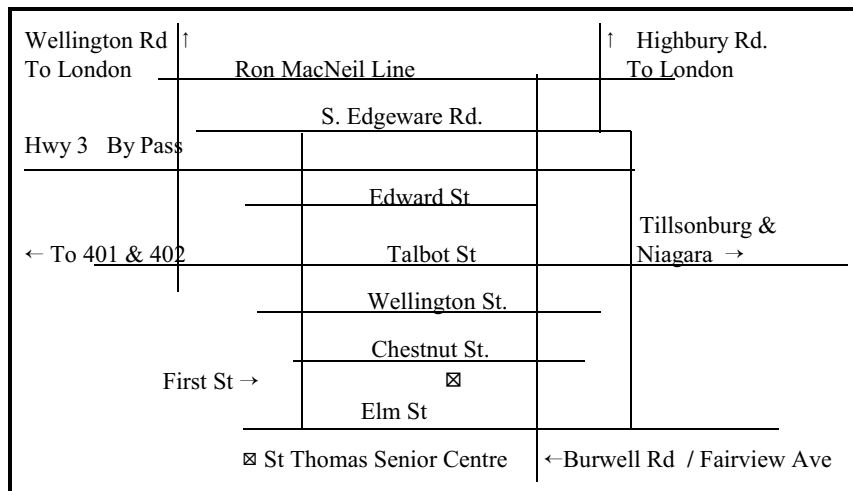 Wellington Rd ↑ ↑ Highbury Rd.
To London Ron MacNeil Line To London
S. Edgeware Rd.
Hwy 3 By Pass
Edward St
Tillsonburg &
← To 401 & 402 Talbot St Niagara →
Wellington St.
Chestnut St.
First St → ☒
Elm St
☒ St Thomas Senior Centre ←Burwell Rd / Fairview Ave